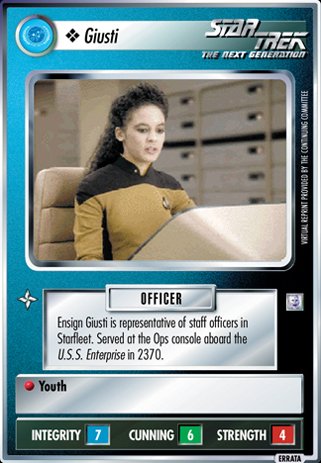 ❖ Giusti
STAR TREK
THE NEXT GENERATION
VIRTUAL REPRINT PROVIDED BY THE CONTINUING COMMITTEE
OFFICER
Ensign Giusti is representative of staff officers in
Starfleet. Served at the Ops console aboard the
U.S.S. Enterprise in 2370.
Youth
INTEGRITY 7 CUNNING 6 STRENGTH 4
ERRATA